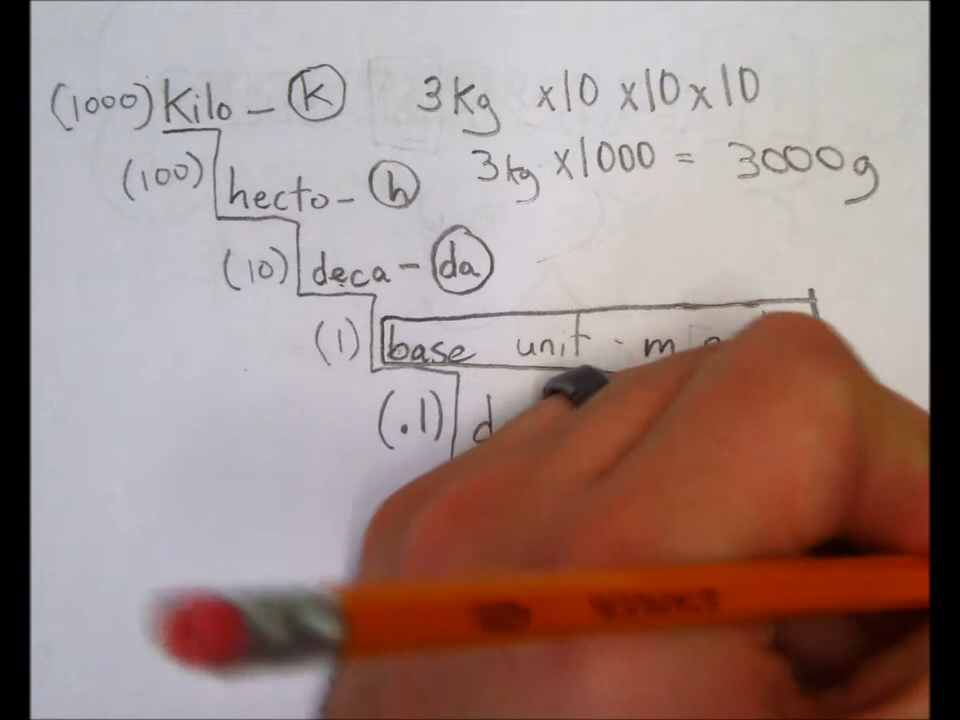 (1000) Kilo - k 3Kg x10 x10 x10
(100) hecto - h 3kg x1000 = 3000g
(10) deca - da
(1) base unit - m
(.1) d